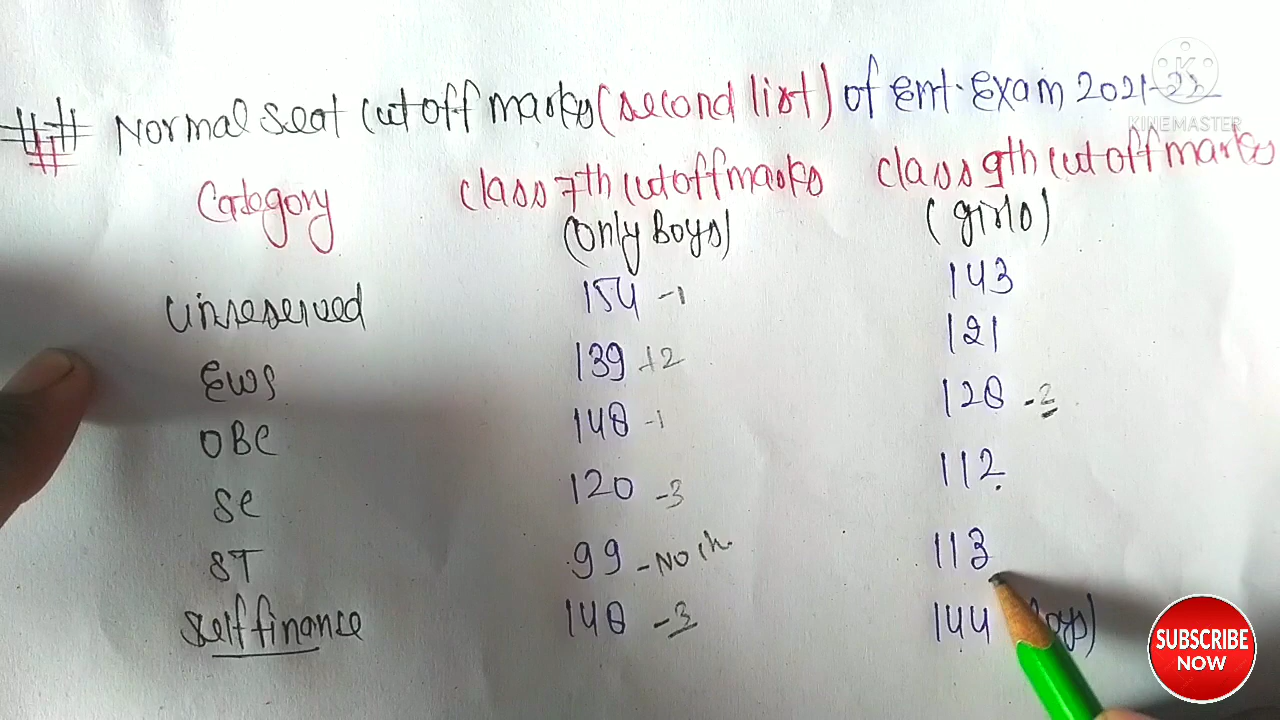 ## Normal Seat Cut off marks (second list) of Ent. Exam 2021-22
KINEMASTER
Category class 7th cut off marks class 9th cut off marks
(Only Boys) (girls)
Unreserved 154 -1 143
EWS 139 +2 121
OBC 148 -1 128 -2
SC 120 -3 112
ST 99 - No ch. 113
Self finance 148 -3 144
SUBSCRIBE
NOW